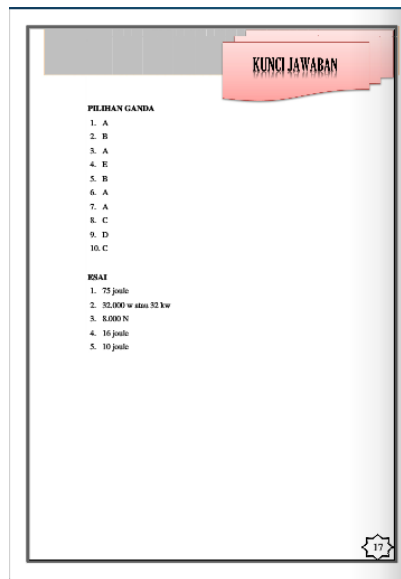 KUNCI JAWABAN
PILIHAN GANDA
1. A
2. B
3. A
4. E
5. B
6. A
7. A
8. C
9. D
10. C
ESAI
1. 75 joule
2. 32.000 w atau 32 kw
3. 8.000 N
4. 16 joule
5. 10 joule
17